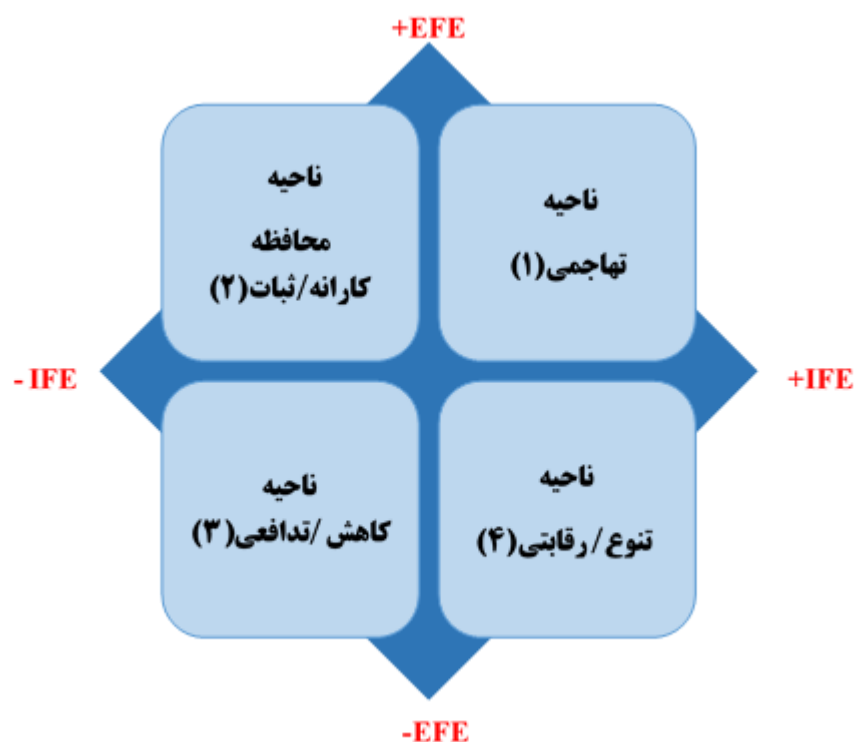 +EFE
ناحیه
تهاجمی(۱)
ناحیه
محافظه
کارانه/ثبات(۲)
- IFE
+IFE
ناحیه
تنوع/رقابتی(۴)
ناحیه
کاهش/تدافعی(۳)
-EFE